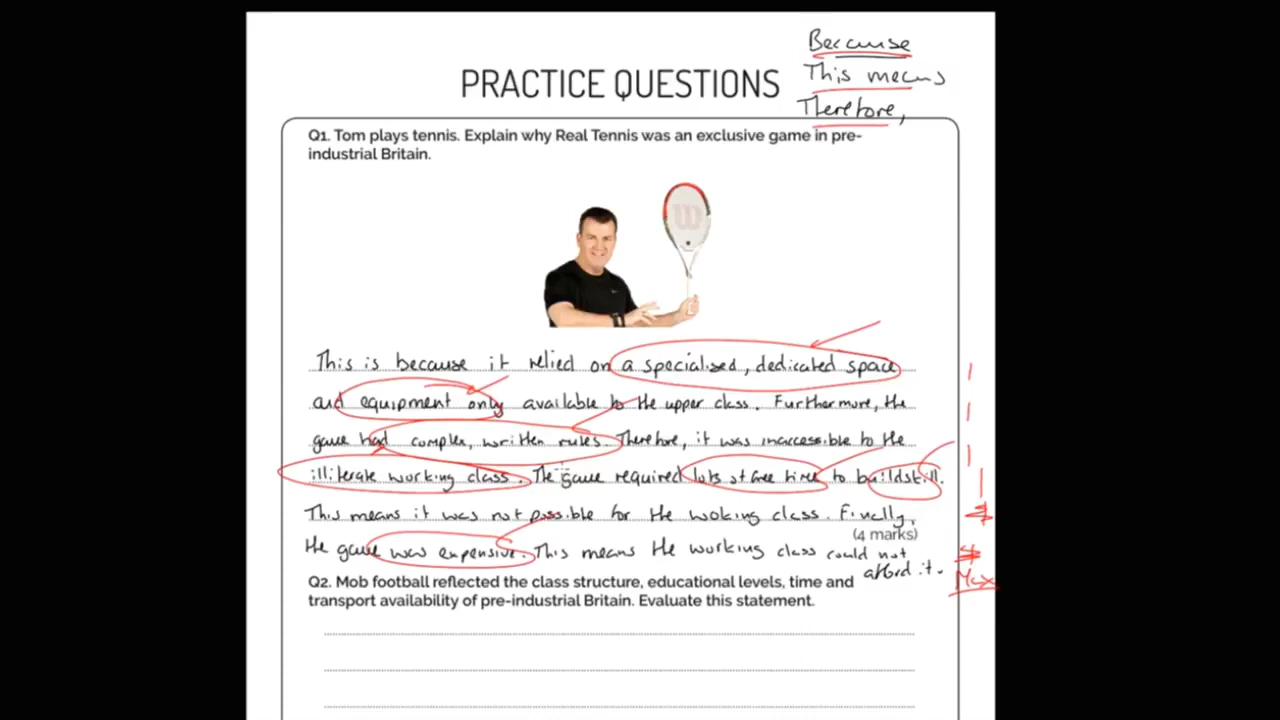 Because
This means
Therefore,
PRACTICE QUESTIONS
Q1. Tom plays tennis. Explain why Real Tennis was an exclusive game in pre-
industrial Britain.
This is because it relied on a specialised, dedicated space
and equipment only available to the upper class. Furthermore, the
game had complex, written rules. Therefore, it was inaccessible to the
illiterate working class. The game required lots of free time to build skill.
This means it was not possible for the woking class. Finally,
(4 marks)
the game was expensive. This means the working class could not
afford it.
Max
Q2. Mob football reflected the class structure, educational levels, time and
transport availability of pre-industrial Britain. Evaluate this statement.